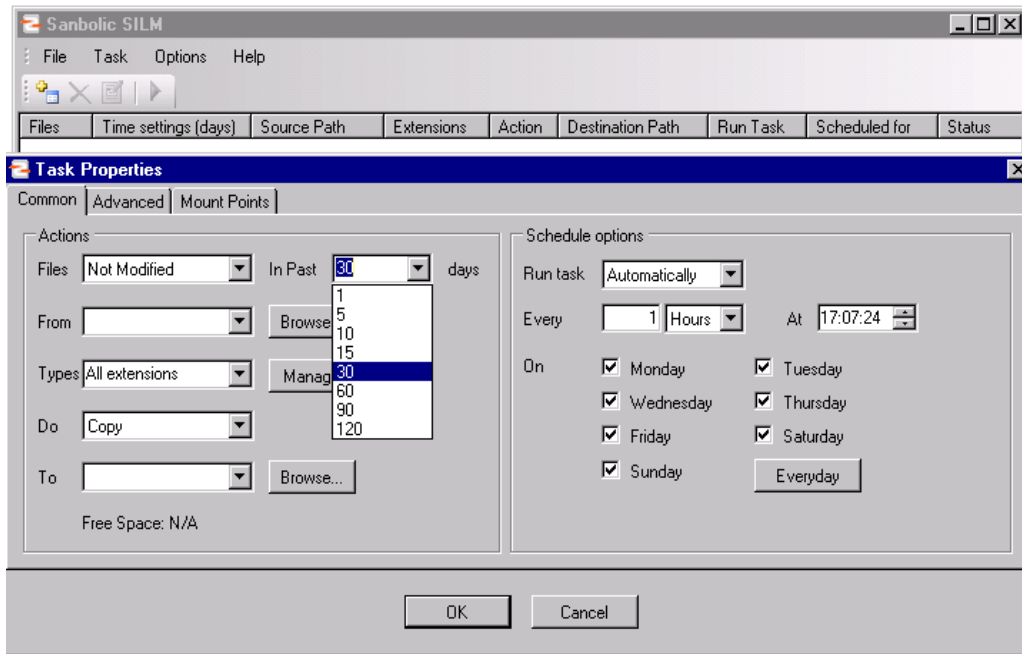 Sanbolic SILM
File Task Options Help
Files Time settings (days) Source Path Extensions Action Destination Path Run Task Scheduled for Status
Task Properties
Common Advanced Mount Points
Actions
Files Not Modified In Past 30 days
1
5
10
15
30
60
90
120
From Browse
Types All extensions Manag
Do Copy
To Browse...
Free Space: N/A
Schedule options
Run task Automatically
Every 1 Hours At 17:07:24
On Monday Tuesday
Wednesday Thursday
Friday Saturday
Sunday Everyday
OK Cancel